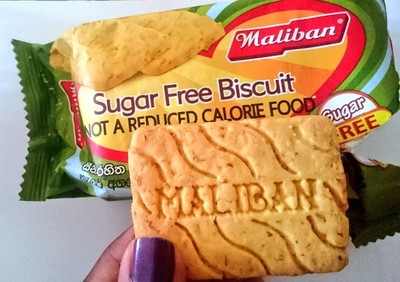 Maliban
Sugar Free Biscuit
NOT A REDUCED CALORIE FOOD
Sugar
FREE
MALIBAN